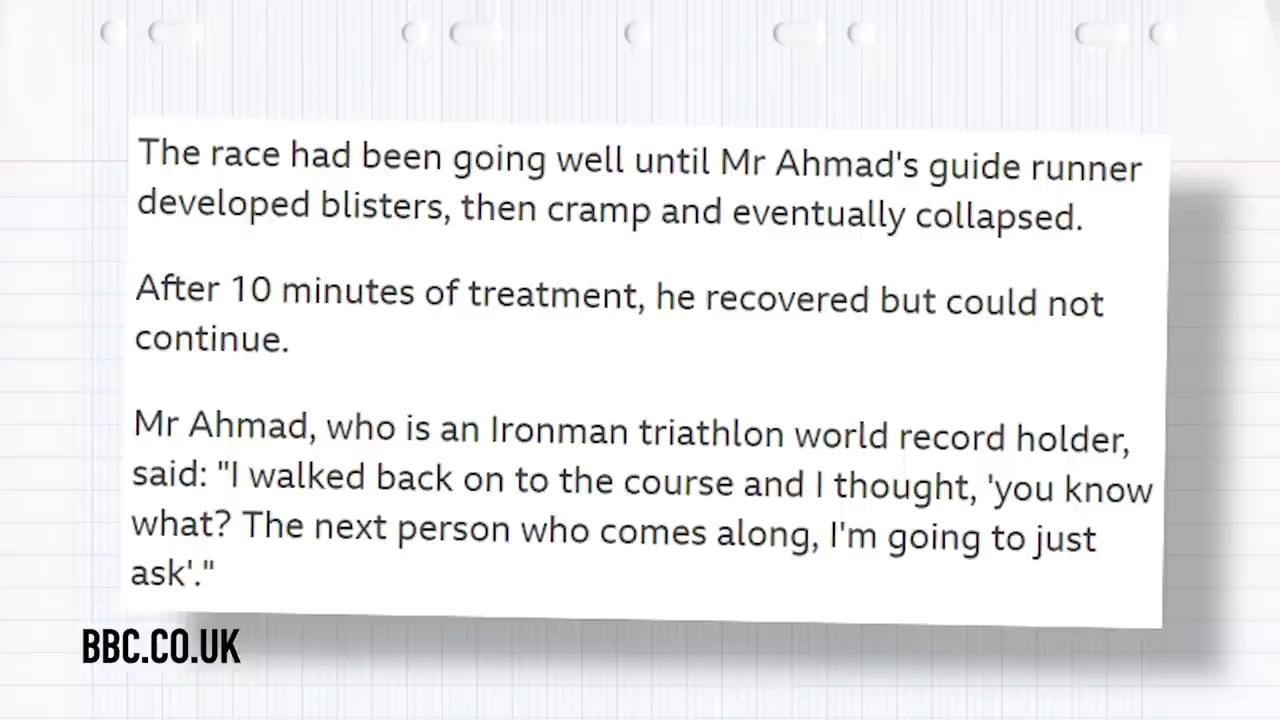 The race had been going well until Mr Ahmad's guide runner
developed blisters, then cramp and eventually collapsed.
After 10 minutes of treatment, he recovered but could not
continue.
Mr Ahmad, who is an Ironman triathlon world record holder,
said: "I walked back on to the course and I thought, 'you know
what? The next person who comes along, I'm going to just
ask'."
BBC.CO.UK